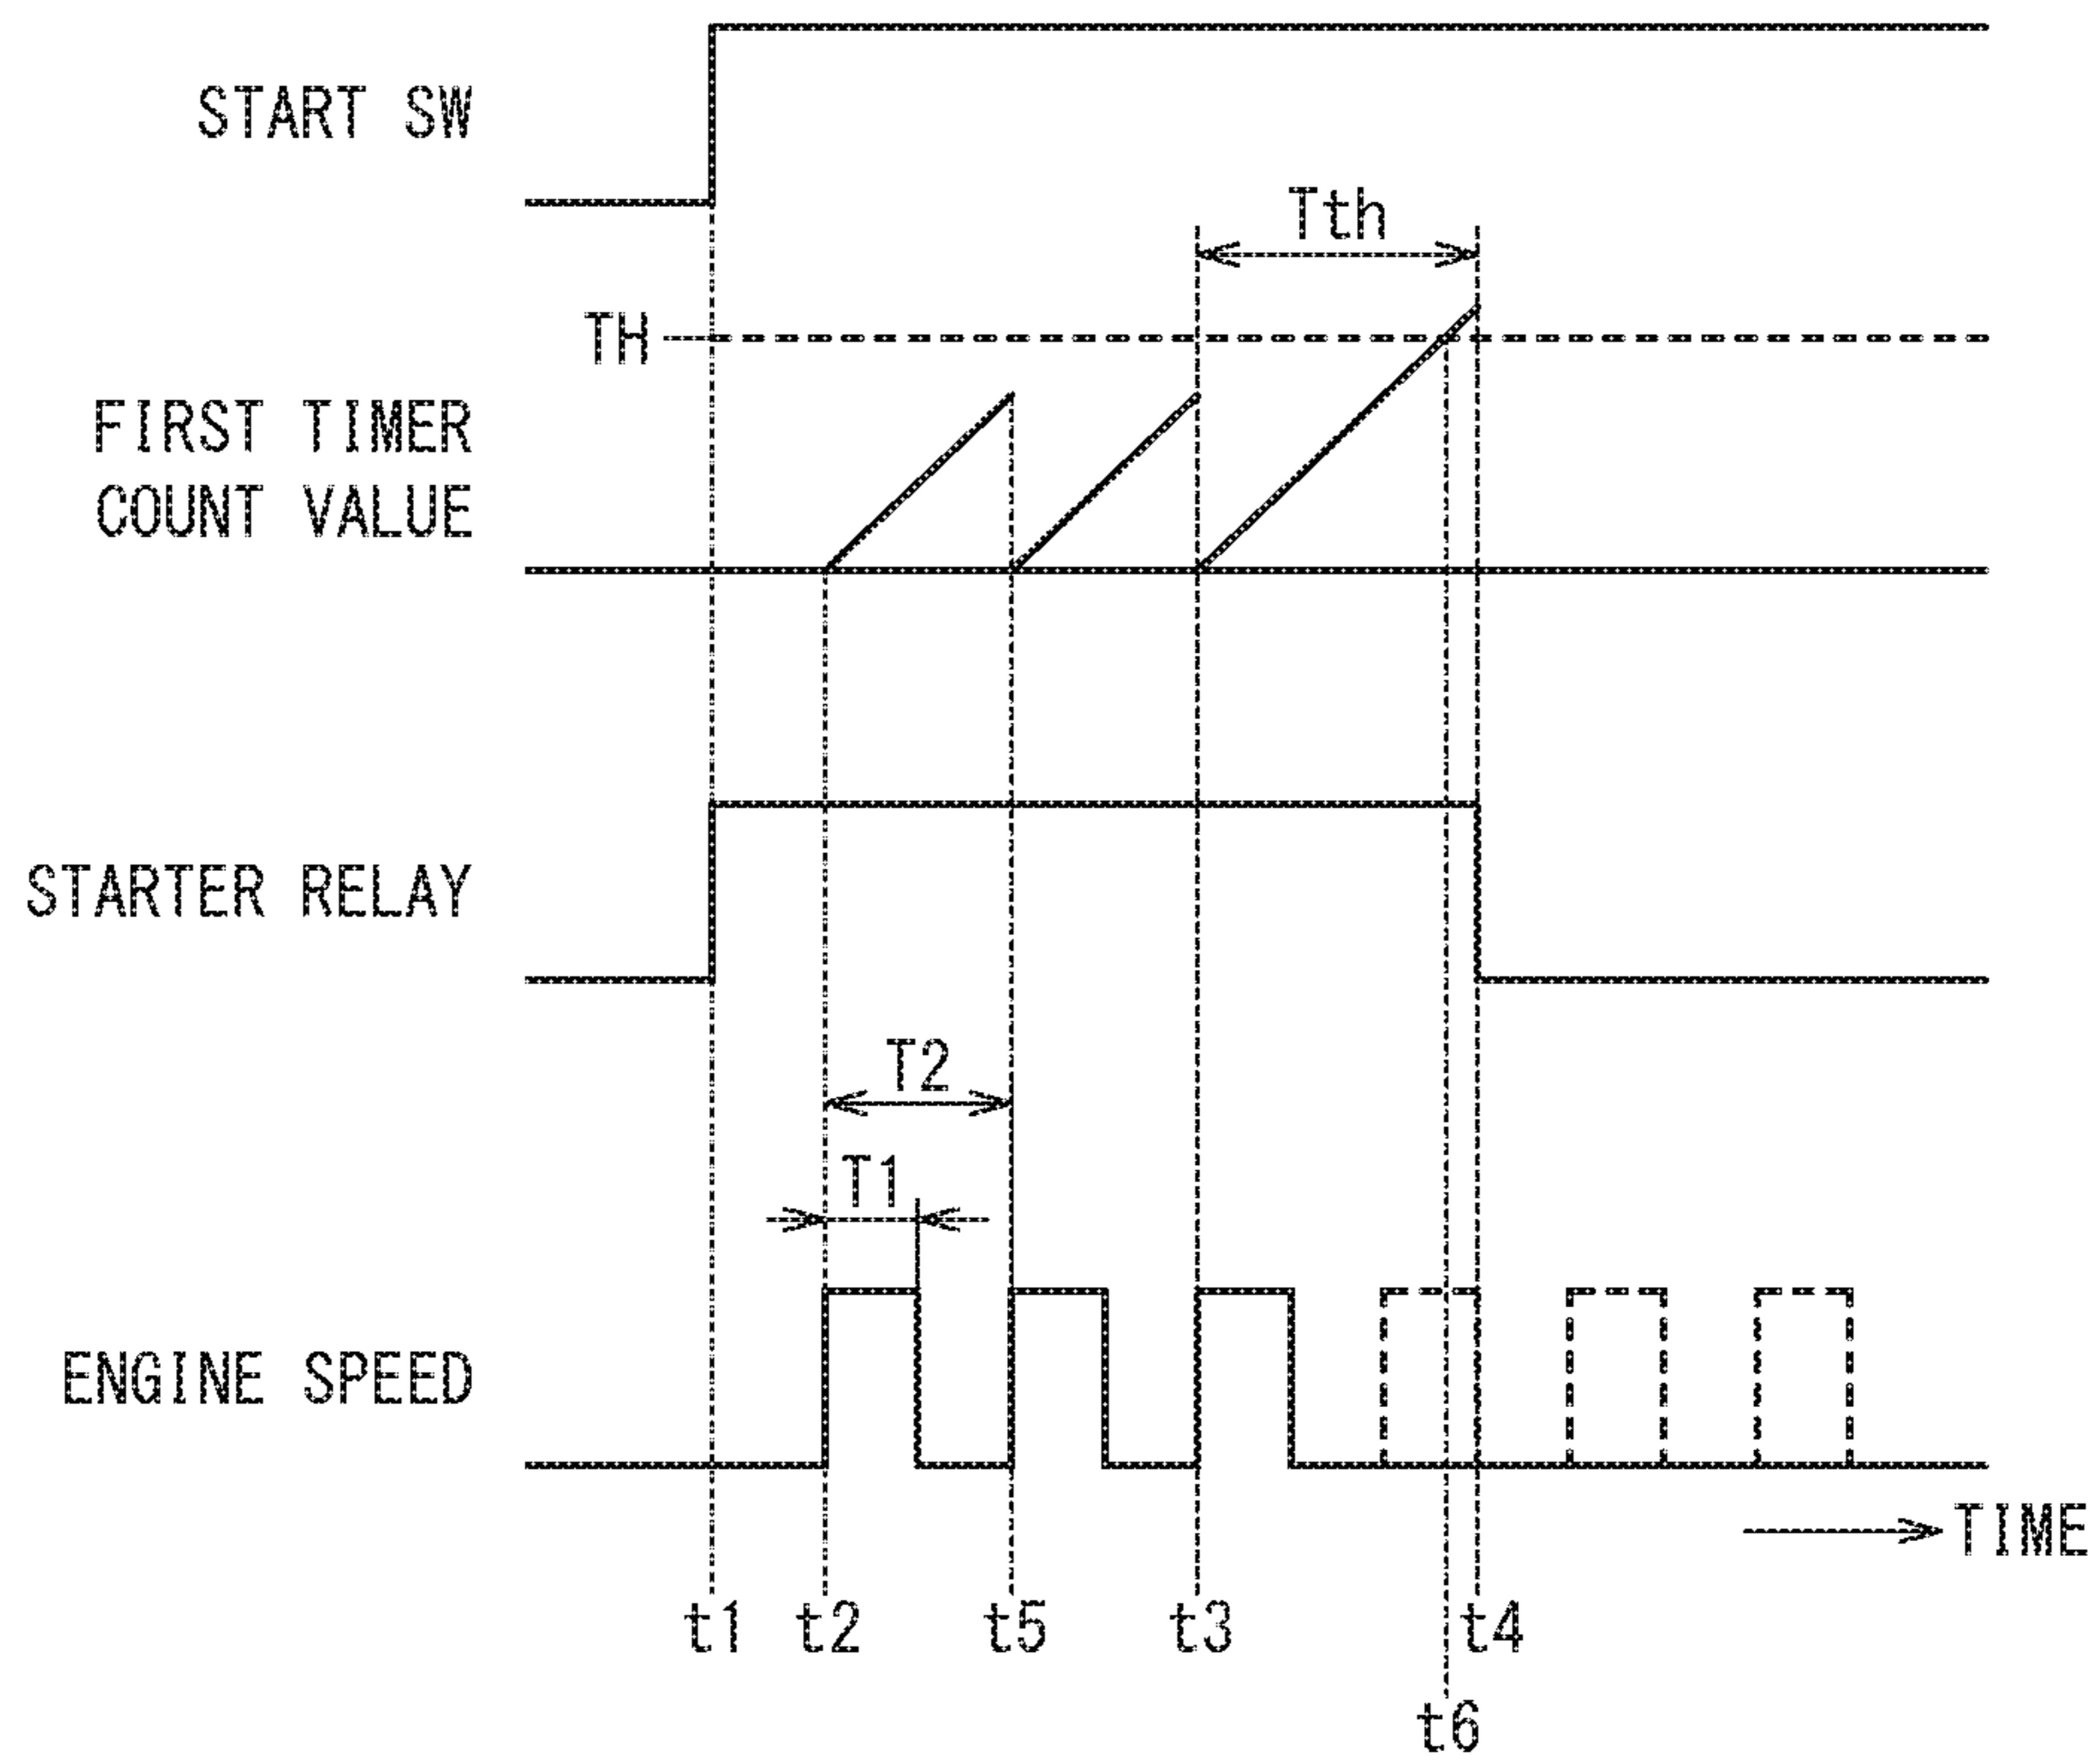 START SW
Tth
TH
FIRST TIMER
COUNT VALUE
STARTER RELAY
T2
T1
ENGINE SPEED
TIME
t1 t2 t5 t3 t4
t6